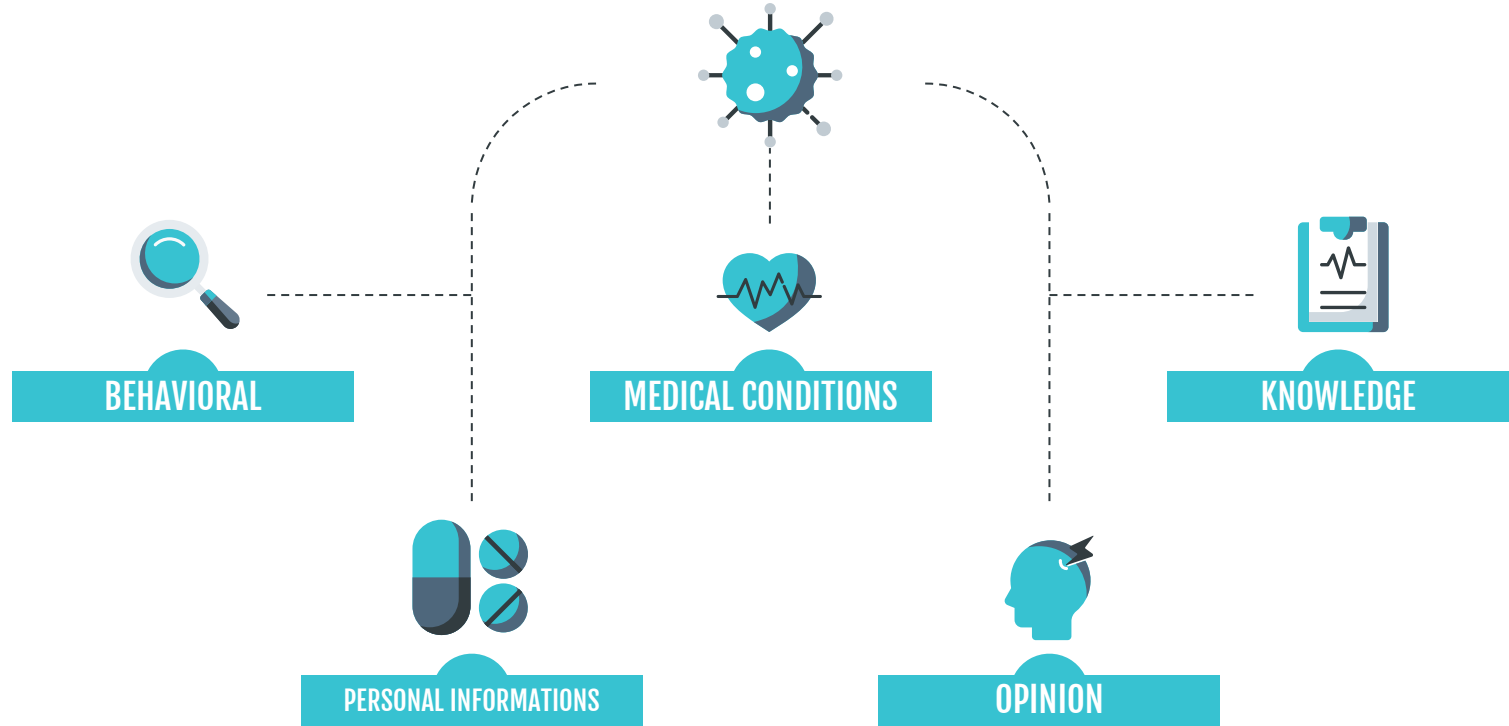 BEHAVIORAL
MEDICAL CONDITIONS
KNOWLEDGE
PERSONAL INFORMATIONS
OPINION